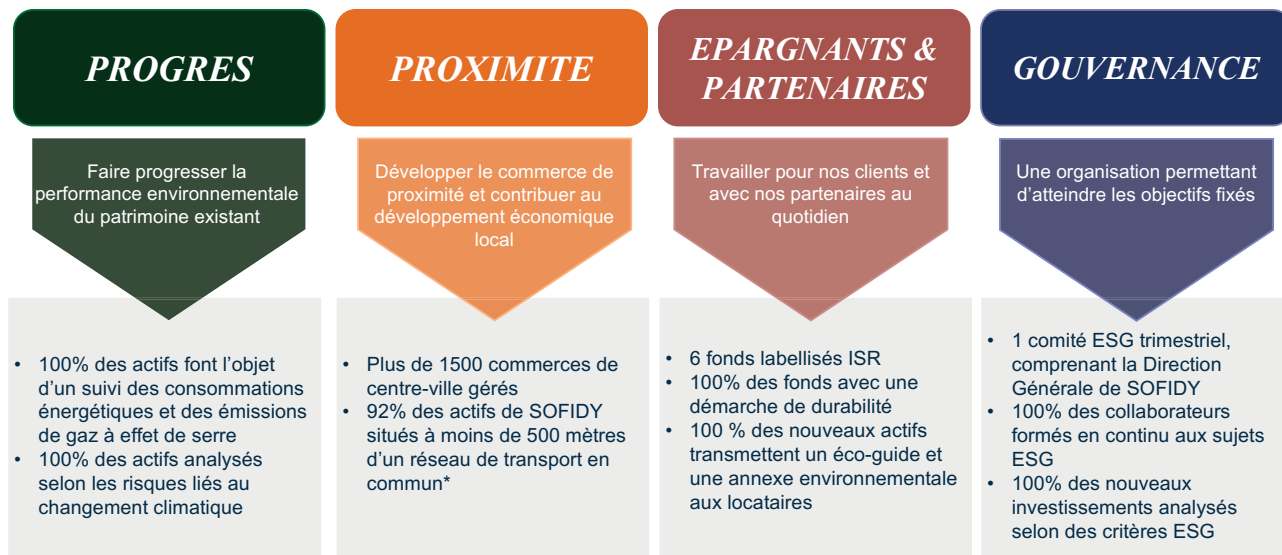 PROGRES
Faire progresser la
performance environnementale
du patrimoine existant
• 100% des actifs font l’objet
d’un suivi des consommations
énergétiques et des émissions
de gaz à effet de serre
• 100% des actifs analysés
selon les risques liés au
changement climatique
PROXIMITE
Développer le commerce de
proximité et contribuer au
développement économique
local
• Plus de 1500 commerces de
centre-ville gérés
• 92% des actifs de SOFIDY
situés à moins de 500 mètres
d’un réseau de transport en
commun*
EPARGNANTS &
PARTENAIRES
Travailler pour nos clients et
avec nos partenaires au
quotidien
• 6 fonds labellisés ISR
• 100% des fonds avec une
démarche de durabilité
• 100 % des nouveaux actifs
transmettent un éco-guide et
une annexe environnementale
aux locataires
GOUVERNANCE
Une organisation permettant
d’atteindre les objectifs fixés
• 1 comité ESG trimestriel,
comprenant la Direction
Générale de SOFIDY
• 100% des collaborateurs
formés en continu aux sujets
ESG
• 100% des nouveaux
investissements analysés
selon des critères ESG